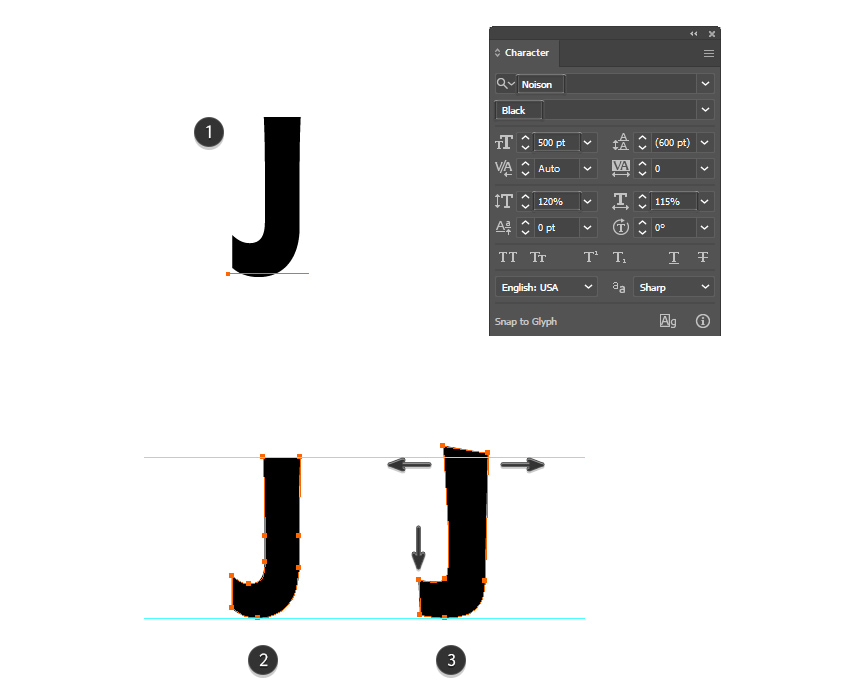 Character
Noison
Black
1
J
500 pt (600 pt)
Auto 0
120% 115%
0 pt 0°
English: USA Sharp
Snap to Glyph
J J
2 3